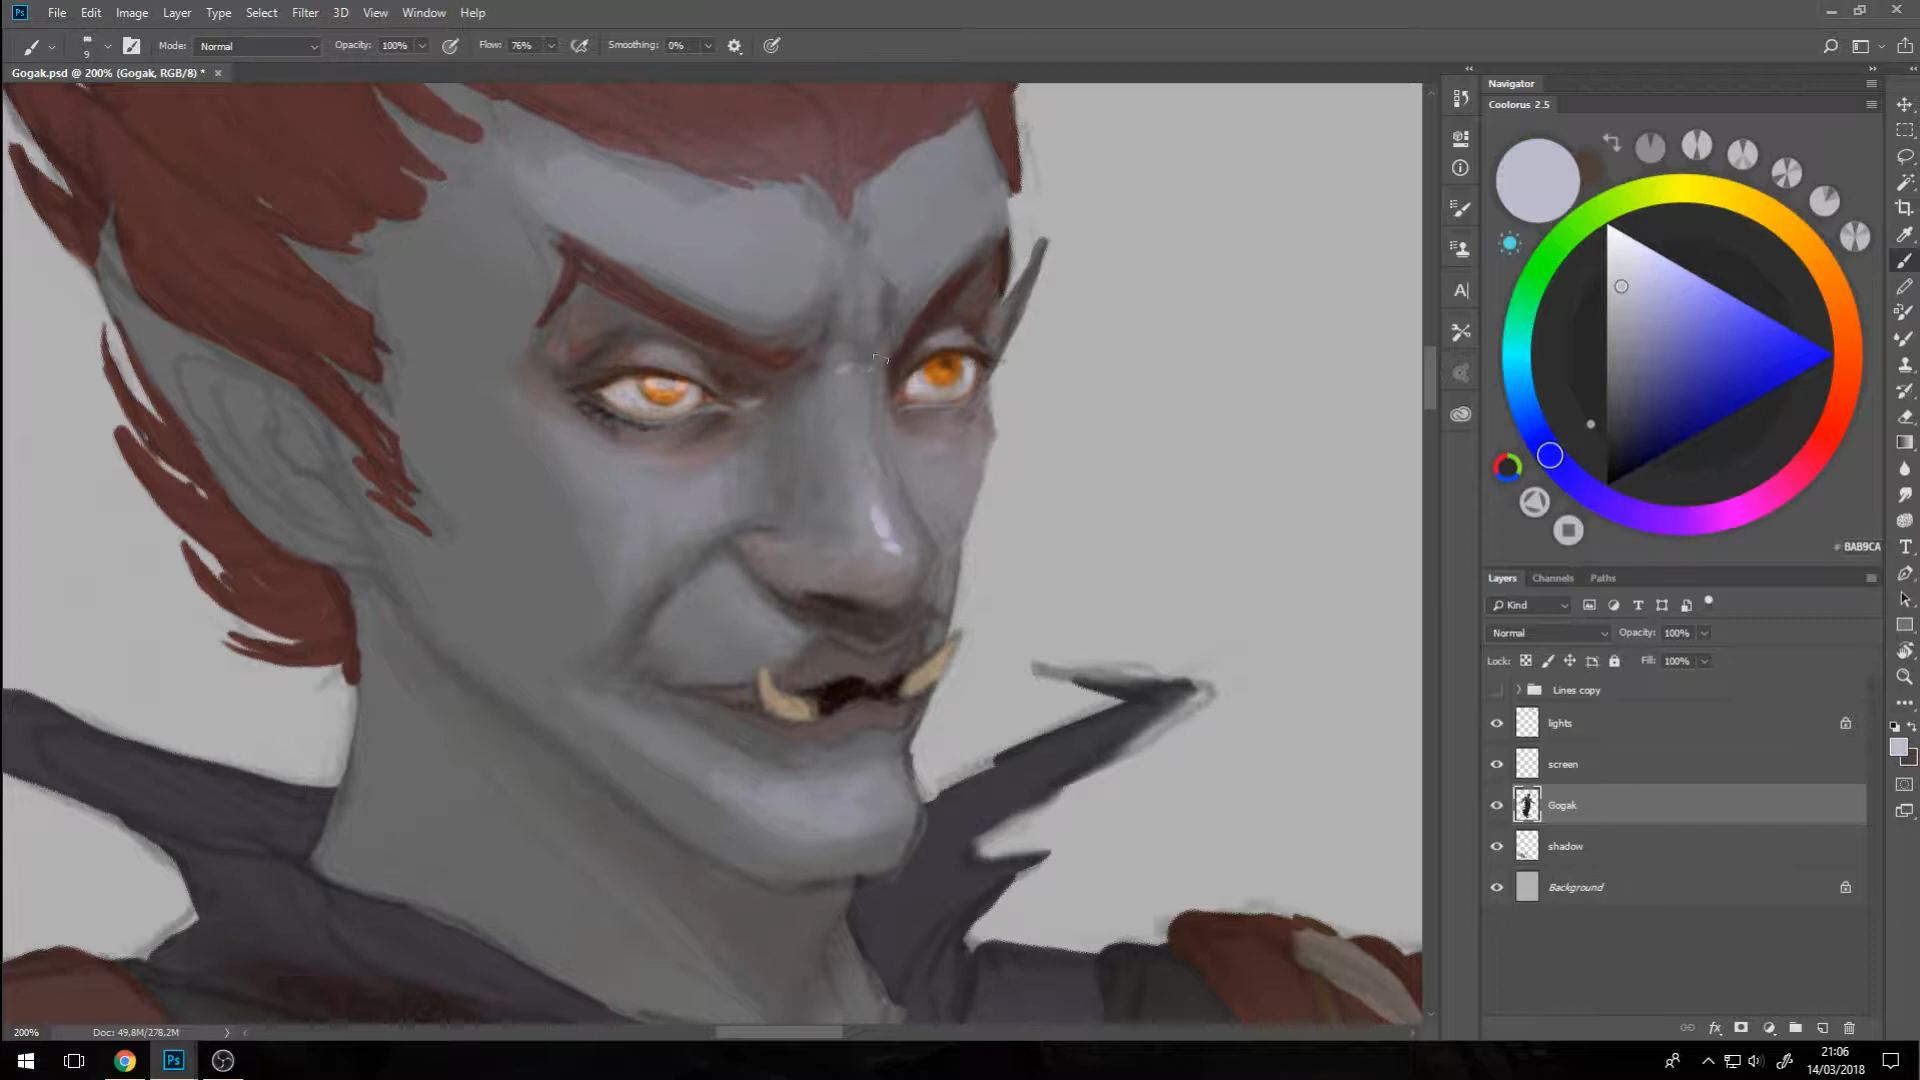 Ps File Edit Image Layer Type Select Filter 3D View Window Help
9 Mode: Normal Opacity: 100% Flow: 76% Smoothing: 0%
Gogak.psd @ 200% (Gogak, RGB/8) *
Navigator
Coolorus 2.5
# BAB9CA
Layers Channels Paths
Kind
Normal Opacity: 100%
Lock: Fill: 100%
Lines copy
lights
screen
Gogak
shadow
Background
200% Doc: 49,8M/278,2M
Ps
21:06
14/03/2018